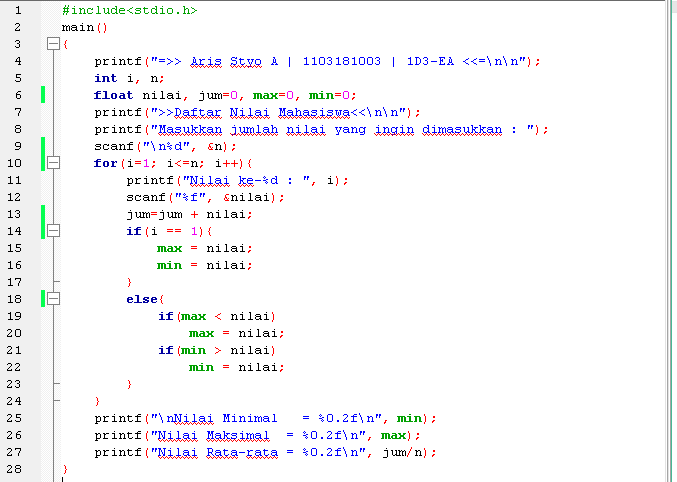 1 #include<stdio.h>
2 main()
3 {
4 printf("=>> Aris Styo A | 1103181003 | 1D3-EA <<=\n\n");
5 int i, n;
6 float nilai, jum=0, max=0, min=0;
7 printf(">>Daftar Nilai Mahasiswa<<\n\n");
8 printf("Masukkan jumlah nilai yang ingin dimasukkan : ");
9 scanf("\n%d", &n);
10 for(i=1; i<=n; i++){
11 printf("Nilai ke-%d : ", i);
12 scanf("%f", &nilai);
13 jum=jum + nilai;
14 if(i == 1){
15 max = nilai;
16 min = nilai;
17 }
18 else{
19 if(max < nilai)
20 max = nilai;
21 if(min > nilai)
22 min = nilai;
23 }
24 }
25 printf("\nNilai Minimal   = %0.2f\n", min);
26 printf("Nilai Maksimal  = %0.2f\n", max);
27 printf("Nilai Rata-rata = %0.2f\n", jum/n);
28 }